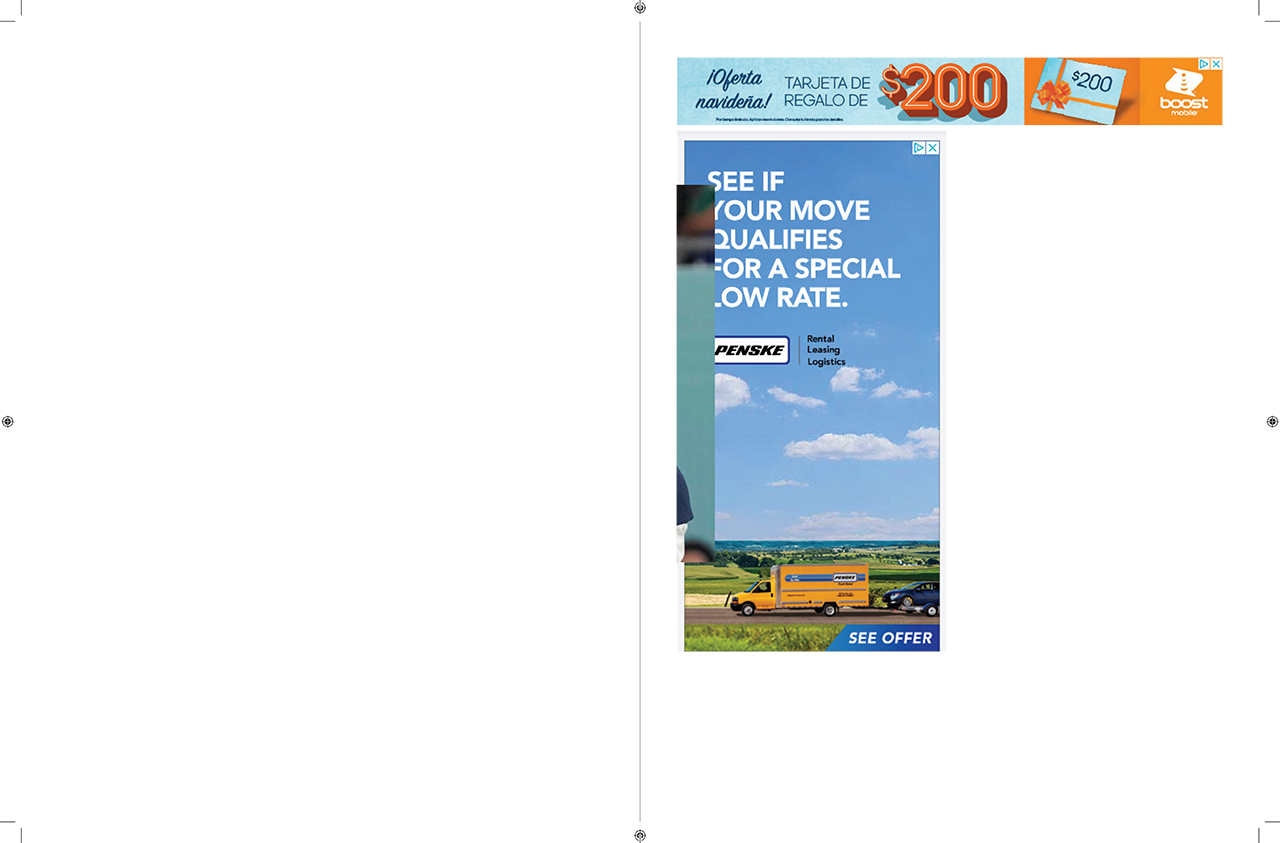 ¡Oferta
navideña!
TARJETA DE
REGALO DE
$200
$200
boost
mobile
SEE IF
YOUR MOVE
QUALIFIES
FOR A SPECIAL
LOW RATE.
PENSKE
Rental
Leasing
Logistics
PENSKE
SEE OFFER